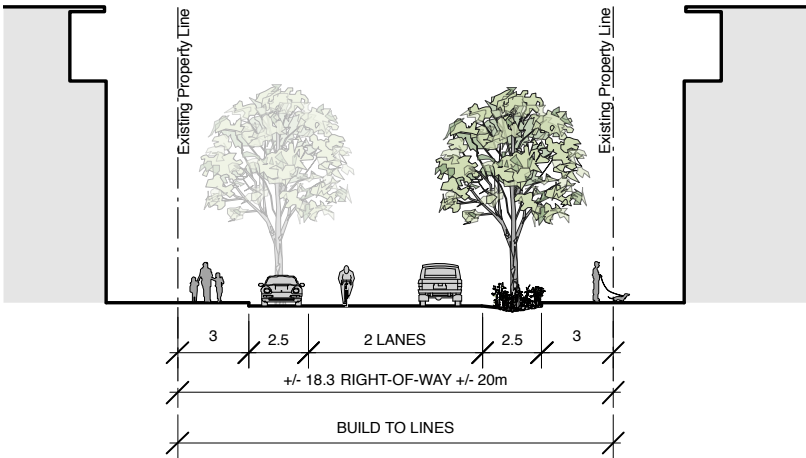 Existing Property Line
Existing Property Line
3
2.5
2 LANES
2.5
3
+/- 18.3 RIGHT-OF-WAY +/- 20m
BUILD TO LINES